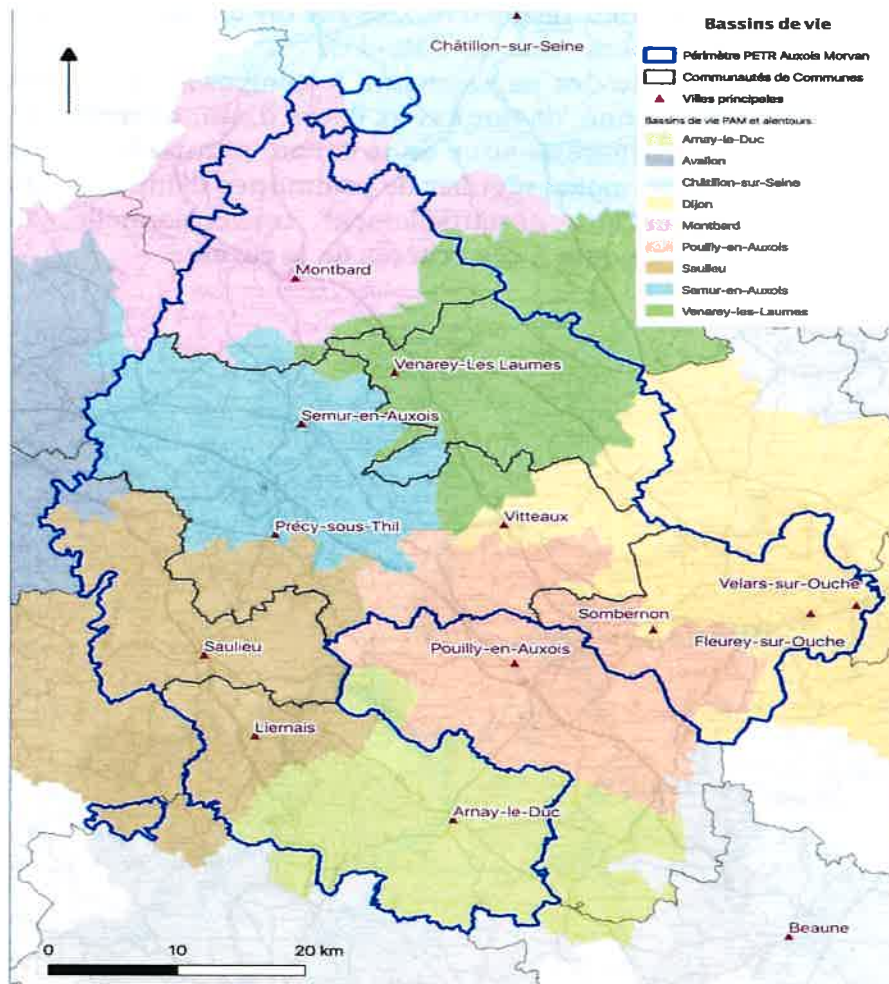 Bassins de vie
Périmètre PETR Auxois Morvan
Communautés de Communes
Villes principales
Bassins de vie PAM et alentours:
Arnay-le-Duc
Avallon
Châtillon-sur-Seine
Dijon
Montbard
Pouilly-en-Auxois
Saulieu
Semur-en-Auxois
Venarey-les-Laumes
Châtillon-sur-Seine
Montbard
Venarey-Les Laumes
Semur-en-Auxois
Précy-sous-Thil
Vitteaux
Velars-sur-Ouche
Sombernon
Fleurey-sur-Ouche
Saulieu
Pouilly-en-Auxois
Liernais
Arnay-le-Duc
Beaune
0 10 20 km